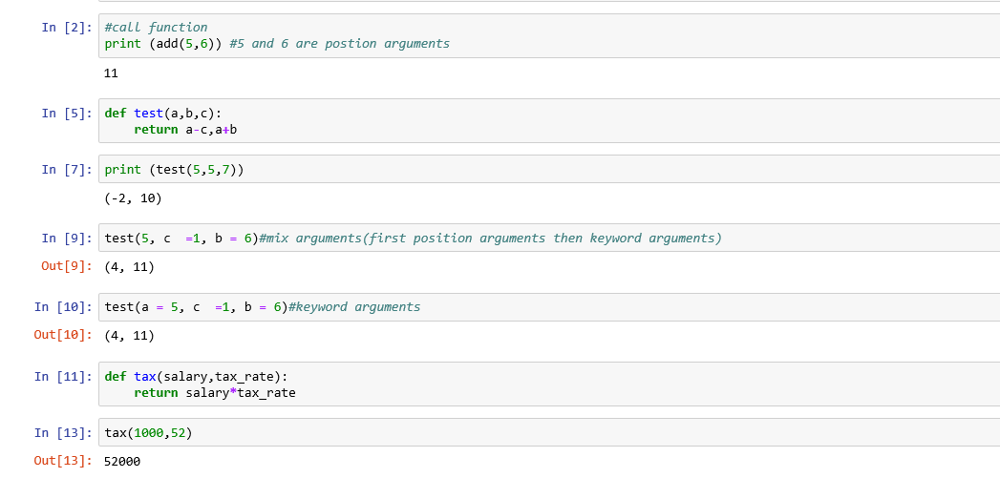 In [2]: #call function
print (add(5,6)) #5 and 6 are postion arguments
11
In [5]: def test(a,b,c):
    return a-c,a+b
In [7]: print (test(5,5,7))
(-2, 10)
In [9]: test(5, c  =1, b = 6)#mix arguments(first position arguments then keyword arguments)
Out[9]: (4, 11)
In [10]: test(a = 5, c  =1, b = 6)#keyword arguments
Out[10]: (4, 11)
In [11]: def tax(salary,tax_rate):
    return salary*tax_rate
In [13]: tax(1000,52)
Out[13]: 52000